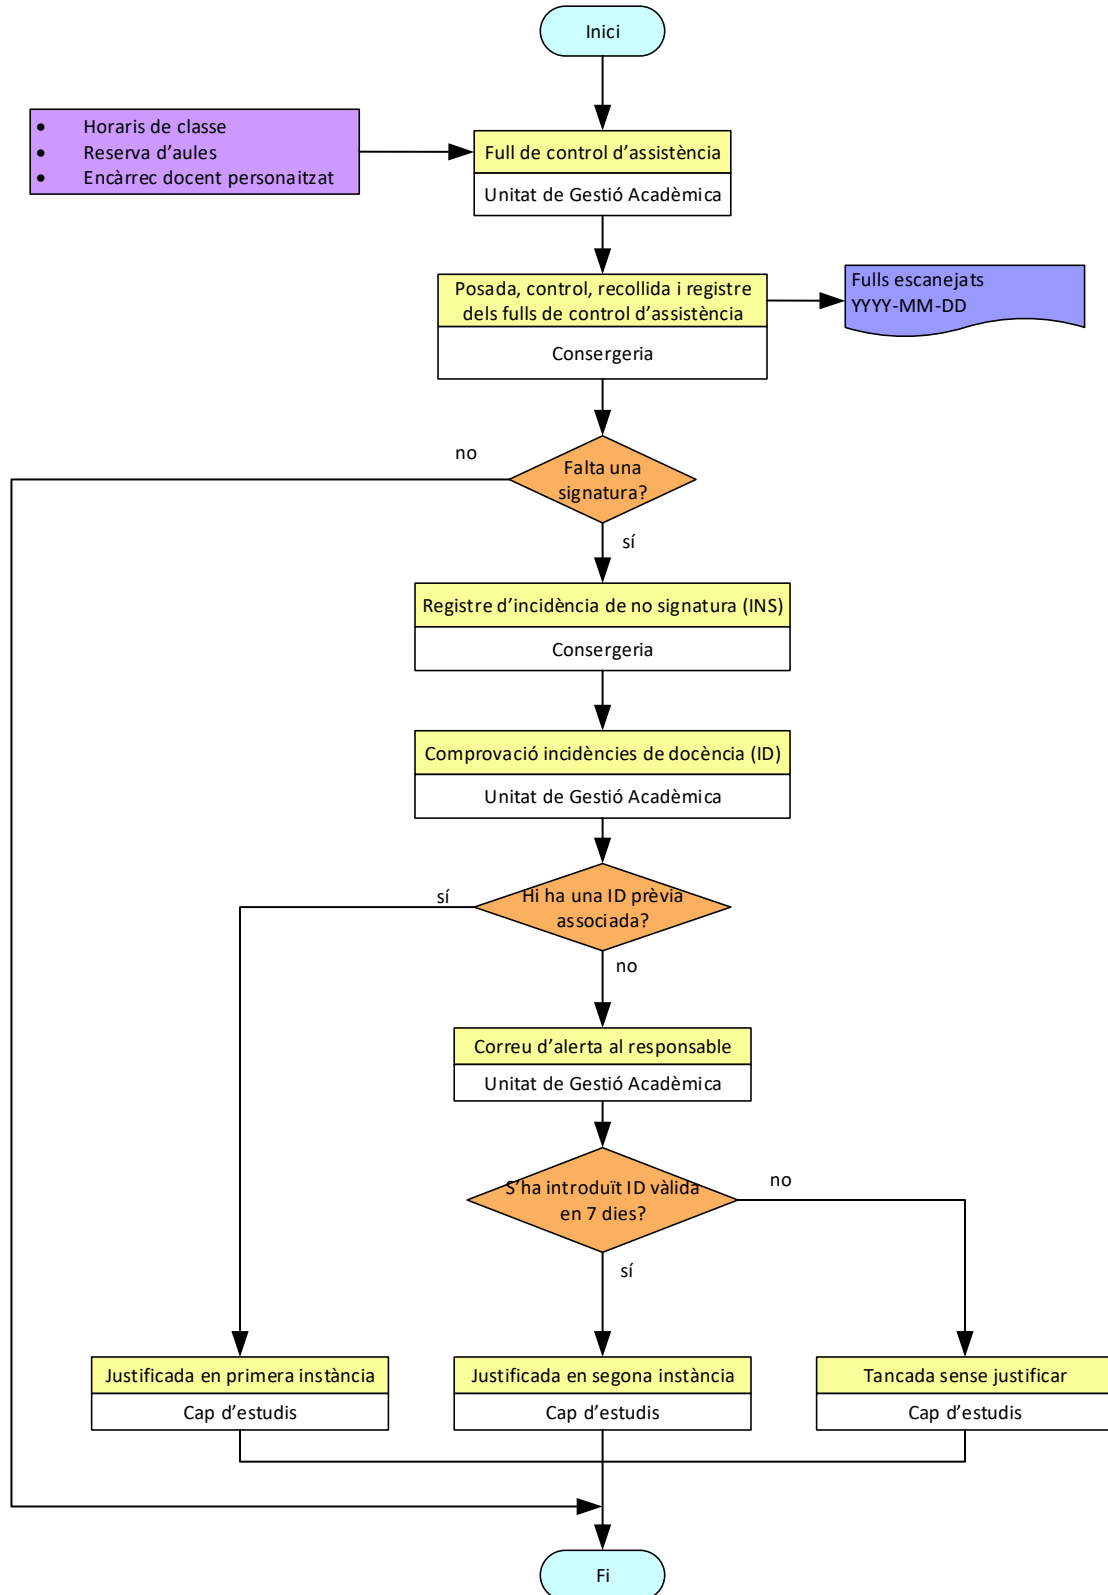 Inici
• Horaris de classe
• Reserva d’aules
• Encàrrec docent personaitzat
Full de control d’assistència
Unitat de Gestió Acadèmica
Posada, control, recollida i registre
dels fulls de control d’assistència
Consergeria
Fulls escanejats
YYYY-MM-DD
no
Falta una
signatura?
sí
Registre d’incidència de no signatura (INS)
Consergeria
Comprovació incidències de docència (ID)
Unitat de Gestió Acadèmica
sí
Hi ha una ID prèvia
associada?
no
Correu d’alerta al responsable
Unitat de Gestió Acadèmica
S’ha introduït ID vàlida
en 7 dies?
no
sí
Justificada en primera instància
Cap d’estudis
Justificada en segona instància
Cap d’estudis
Tancada sense justificar
Cap d’estudis
Fi